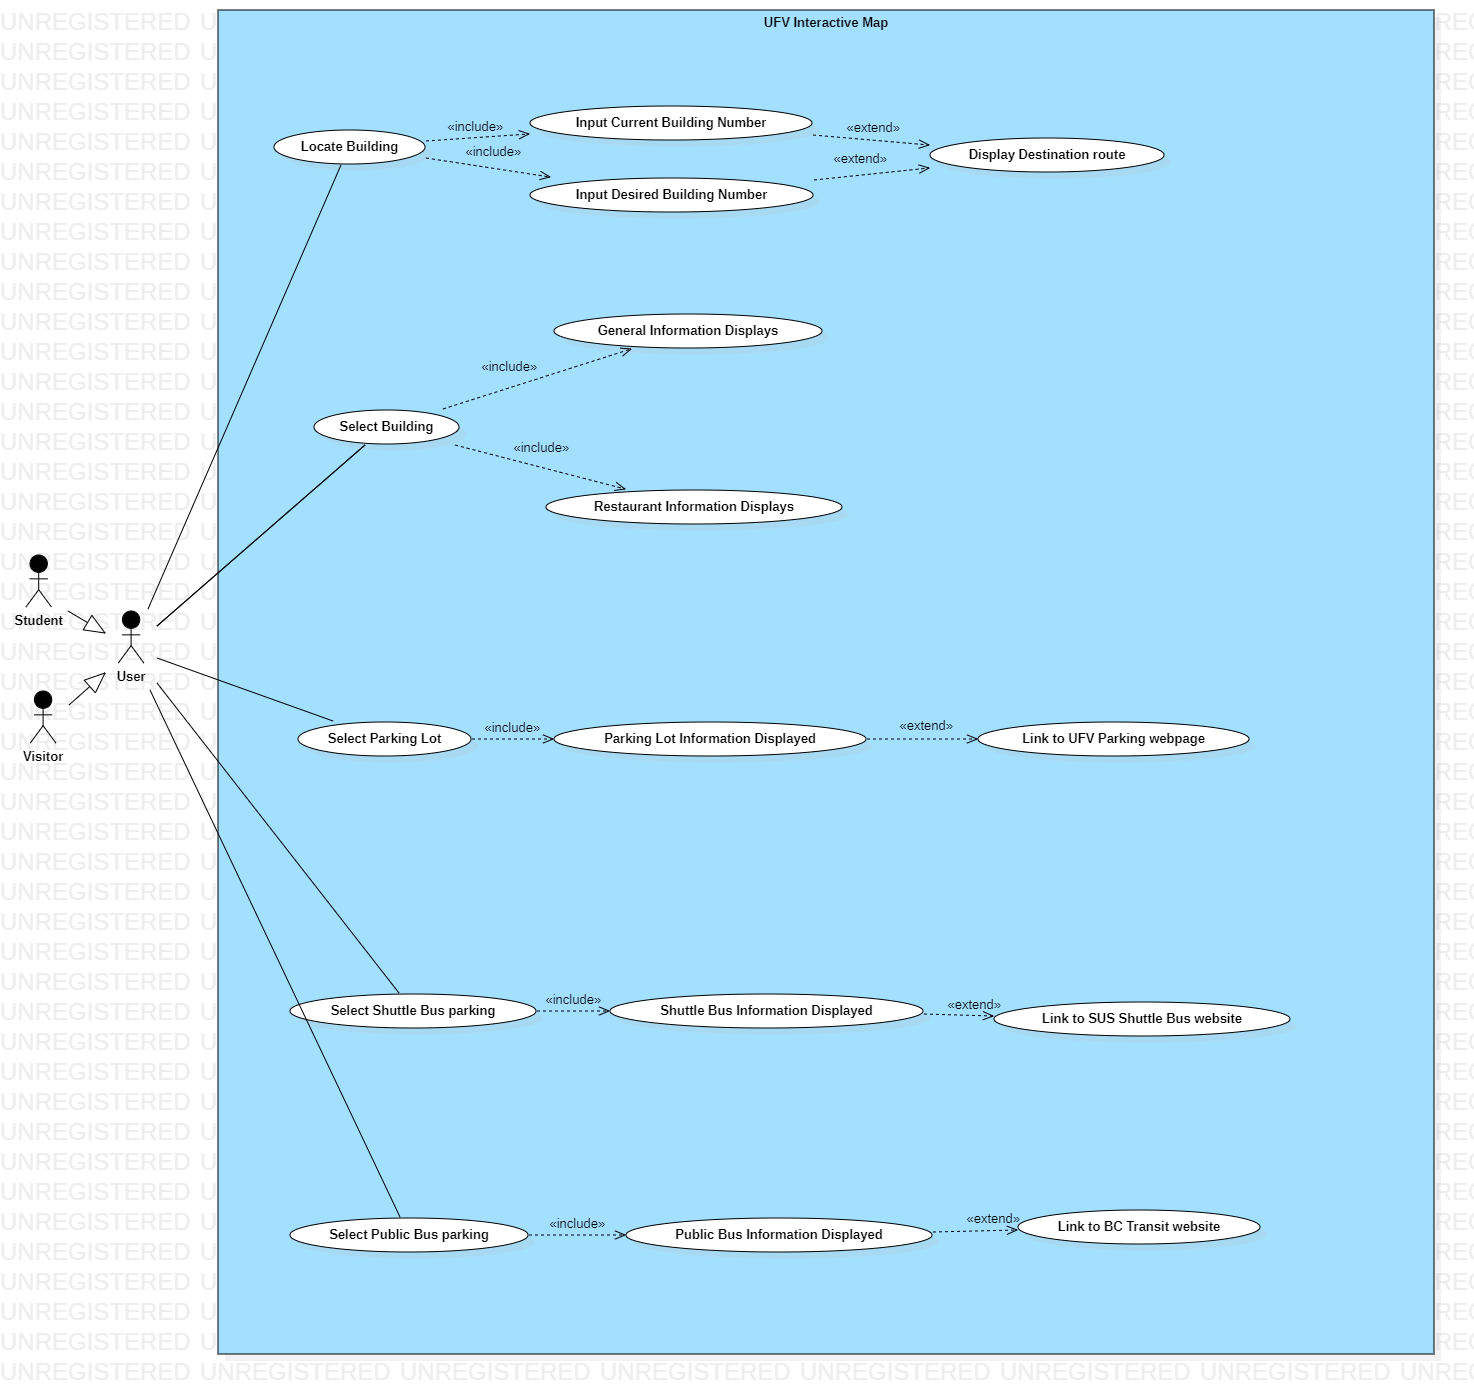 UFV Interactive Map
Locate Building
«include»
«include»
Input Current Building Number
Input Desired Building Number
«extend»
«extend»
Display Destination route
General Information Displays
«include»
Select Building
«include»
Restaurant Information Displays
Student
User
Visitor
Select Parking Lot
«include»
Parking Lot Information Displayed
«extend»
Link to UFV Parking webpage
Select Shuttle Bus parking
«include»
Shuttle Bus Information Displayed
«extend»
Link to SUS Shuttle Bus website
Select Public Bus parking
«include»
Public Bus Information Displayed
«extend»
Link to BC Transit website
UNREGISTERED UNREGISTERED UNREGISTERED UNREGISTERED UNREGISTERED UNREGISTERED UNREGISTERED UNREG